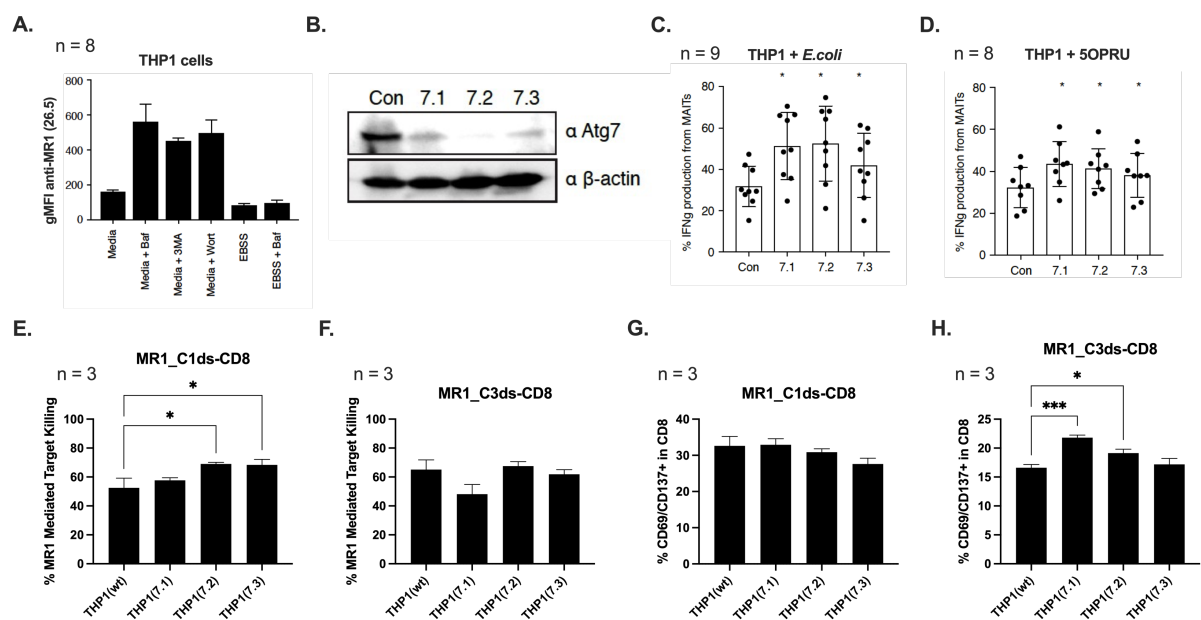 A.
n = 8
THP1 cells
gMFI anti-MR1 (26.5)
800
600
400
200
0
Media
Media + Baf
Media + 3MA
Media + Wort
EBSS
EBSS + Baf
B.
Con 7.1 7.2 7.3
α Atg7
α β-actin
C.
n = 9
THP1 + E.coli
% IFNg production from MAITs
80
60
40
20
0
* * *
Con 7.1 7.2 7.3
D.
n = 8
THP1 + 5OPRU
% IFNg production from MAITs
80
60
40
20
0
* * *
Con 7.1 7.2 7.3
E.
MR1_C1ds-CD8
n = 3
*
*
% MR1 Mediated Target Killing
100
80
60
40
20
0
THP1(wt)
THP1(7.1)
THP1(7.2)
THP1(7.3)
F.
n = 3
MR1_C3ds-CD8
% MR1 Mediated Target Killing
100
80
60
40
20
0
THP1(wt)
THP1(7.1)
THP1(7.2)
THP1(7.3)
G.
n = 3
MR1_C1ds-CD8
% CD69/CD137+ in CD8
40
30
20
10
0
THP1(wt)
THP1(7.1)
THP1(7.2)
THP1(7.3)
H.
MR1_C3ds-CD8
n = 3
*
***
% CD69/CD137+ in CD8
25
20
15
10
5
0
THP1(wt)
THP1(7.1)
THP1(7.2)
THP1(7.3)